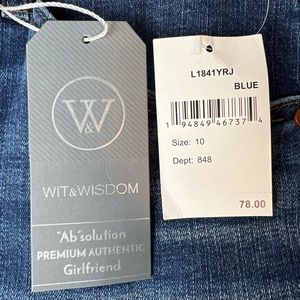 W&W
WIT&WISDOM
"Ab"solution
PREMIUM AUTHENTIC
Girlfriend
L1841YRJ
BLUE
1 94849 46737 4
Size: 10
Dept: 848
78.00